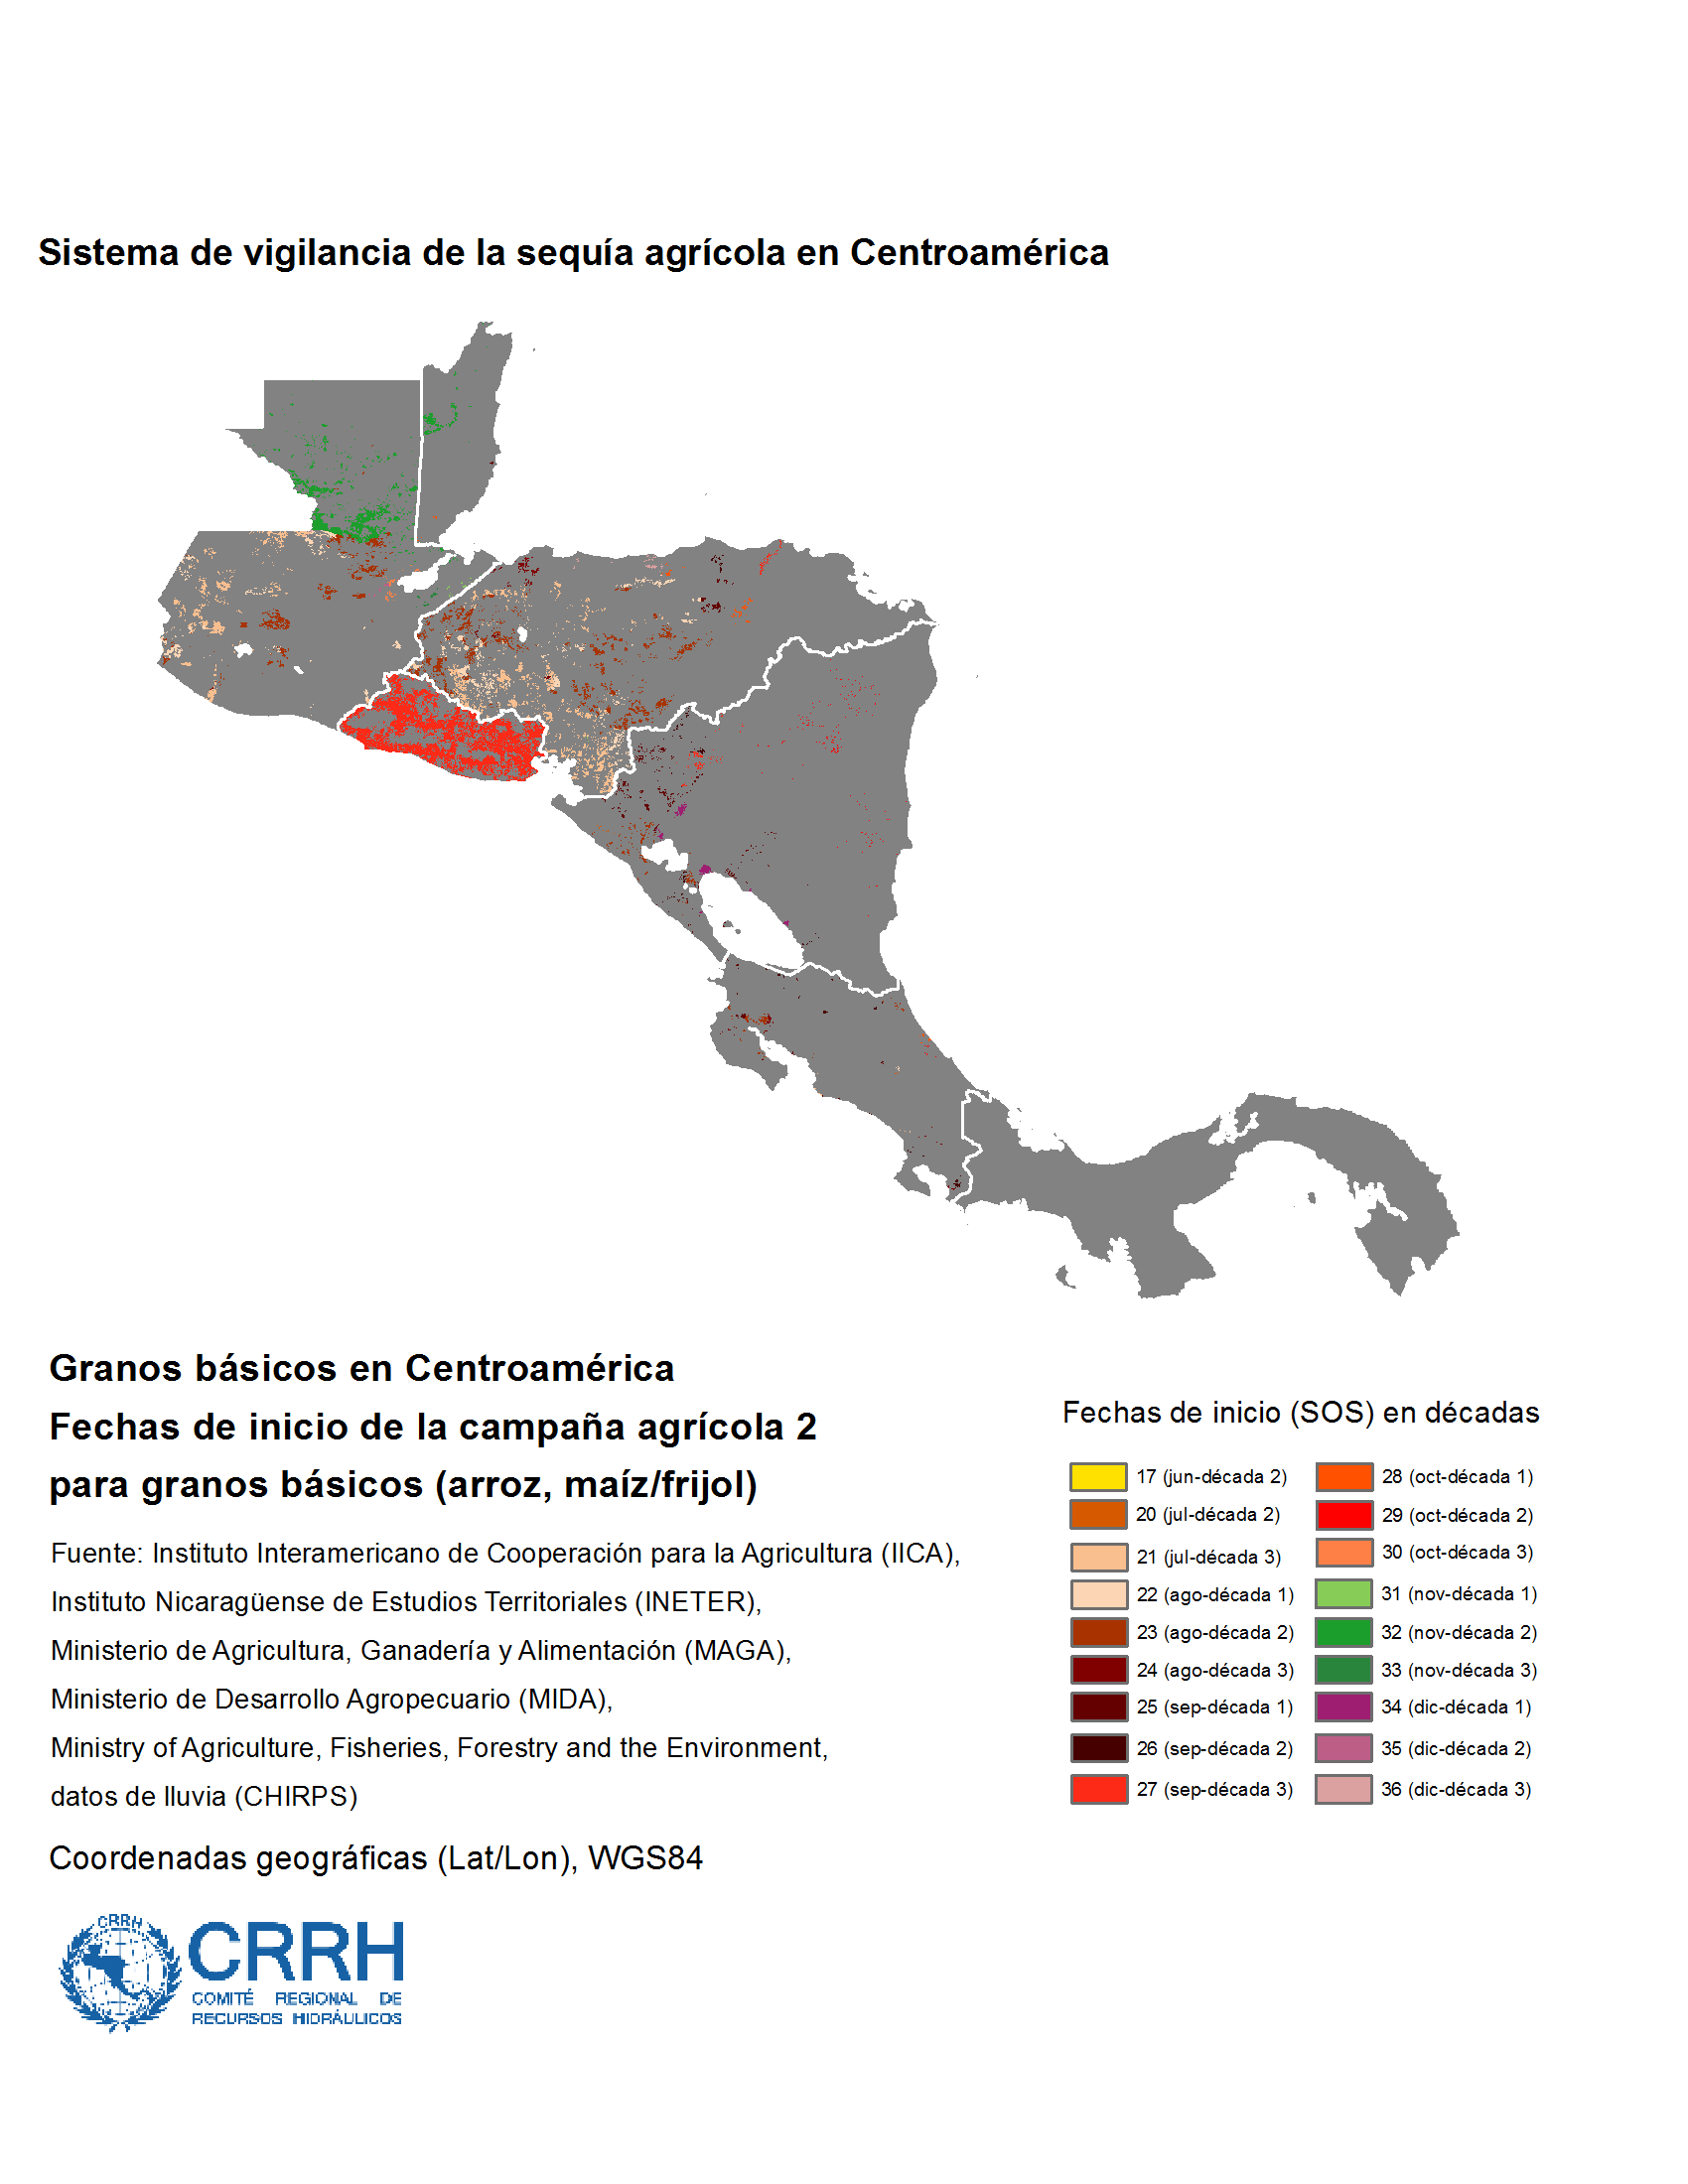 Sistema de vigilancia de la sequía agrícola en Centroamérica
Granos básicos en Centroamérica
Fechas de inicio de la campaña agrícola 2
para granos básicos (arroz, maíz/frijol)
Fuente: Instituto Interamericano de Cooperación para la Agricultura (IICA),
Instituto Nicaragüense de Estudios Territoriales (INETER),
Ministerio de Agricultura, Ganadería y Alimentación (MAGA),
Ministerio de Desarrollo Agropecuario (MIDA),
Ministry of Agriculture, Fisheries, Forestry and the Environment,
datos de lluvia (CHIRPS)
Coordenadas geográficas (Lat/Lon), WGS84
CRRH
CRRH
COMITÉ REGIONAL DE
RECURSOS HIDRÁULICOS
Fechas de inicio (SOS) en décadas
17 (jun-década 2)
20 (jul-década 2)
21 (jul-década 3)
22 (ago-década 1)
23 (ago-década 2)
24 (ago-década 3)
25 (sep-década 1)
26 (sep-década 2)
27 (sep-década 3)
28 (oct-década 1)
29 (oct-década 2)
30 (oct-década 3)
31 (nov-década 1)
32 (nov-década 2)
33 (nov-década 3)
34 (dic-década 1)
35 (dic-década 2)
36 (dic-década 3)